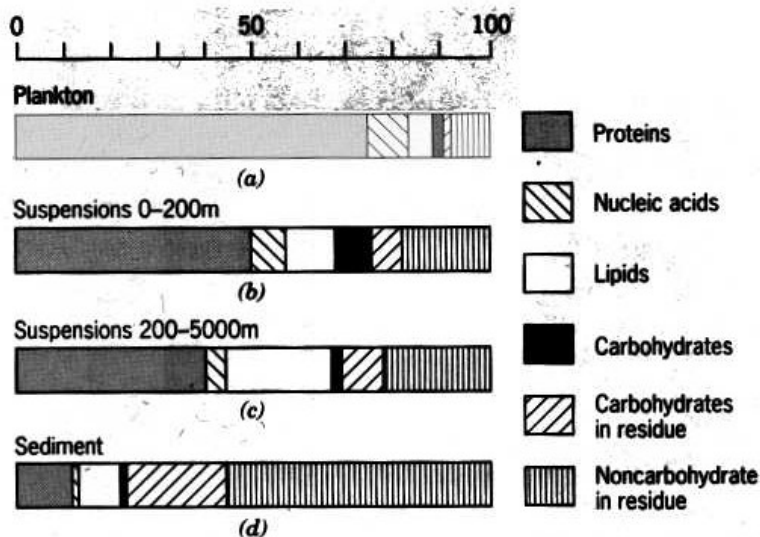 0 50 100
Plankton
(a)
Suspensions 0–200m
(b)
Suspensions 200–5000m
(c)
Sediment
(d)
Proteins
Nucleic acids
Lipids
Carbohydrates
Carbohydrates
in residue
Noncarbohydrate
in residue